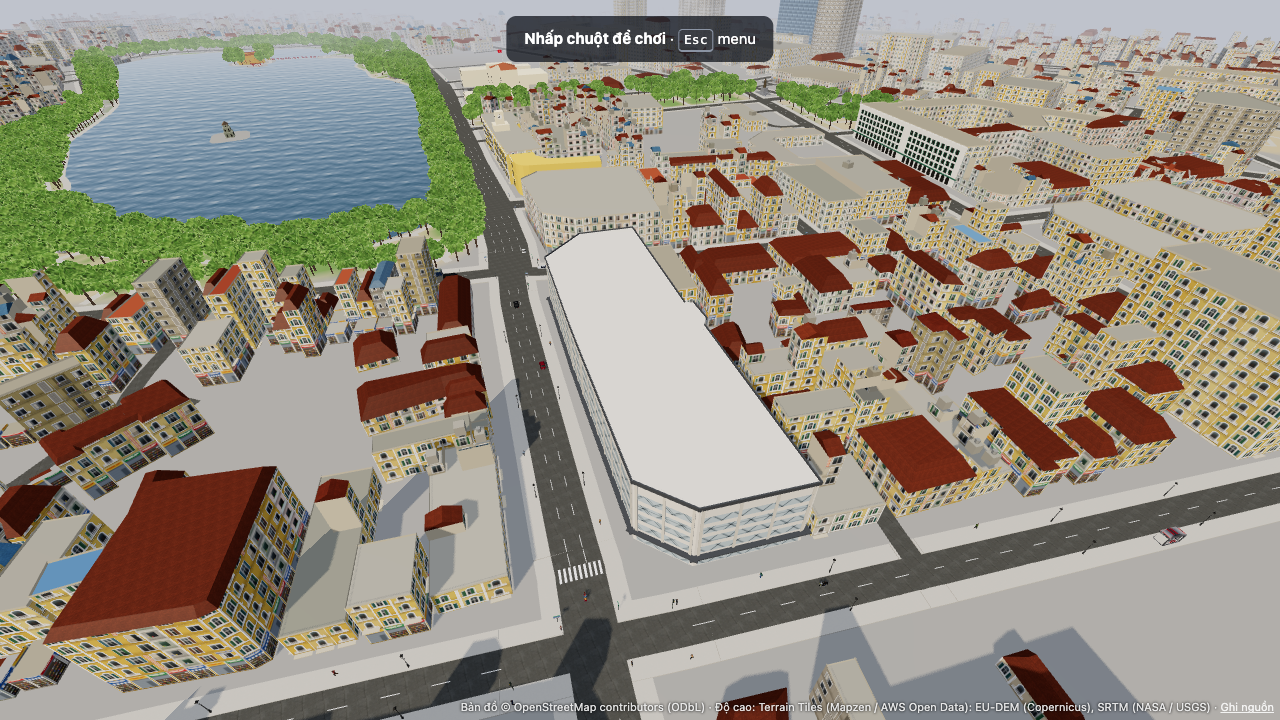 Nhấp chuột để chơi · Esc menu
Bản đồ © OpenStreetMap contributors (ODbL) · Độ cao: Terrain Tiles (Mapzen / AWS Open Data): EU-DEM (Copernicus), SRTM (NASA / USGS) · Ghi nguồn